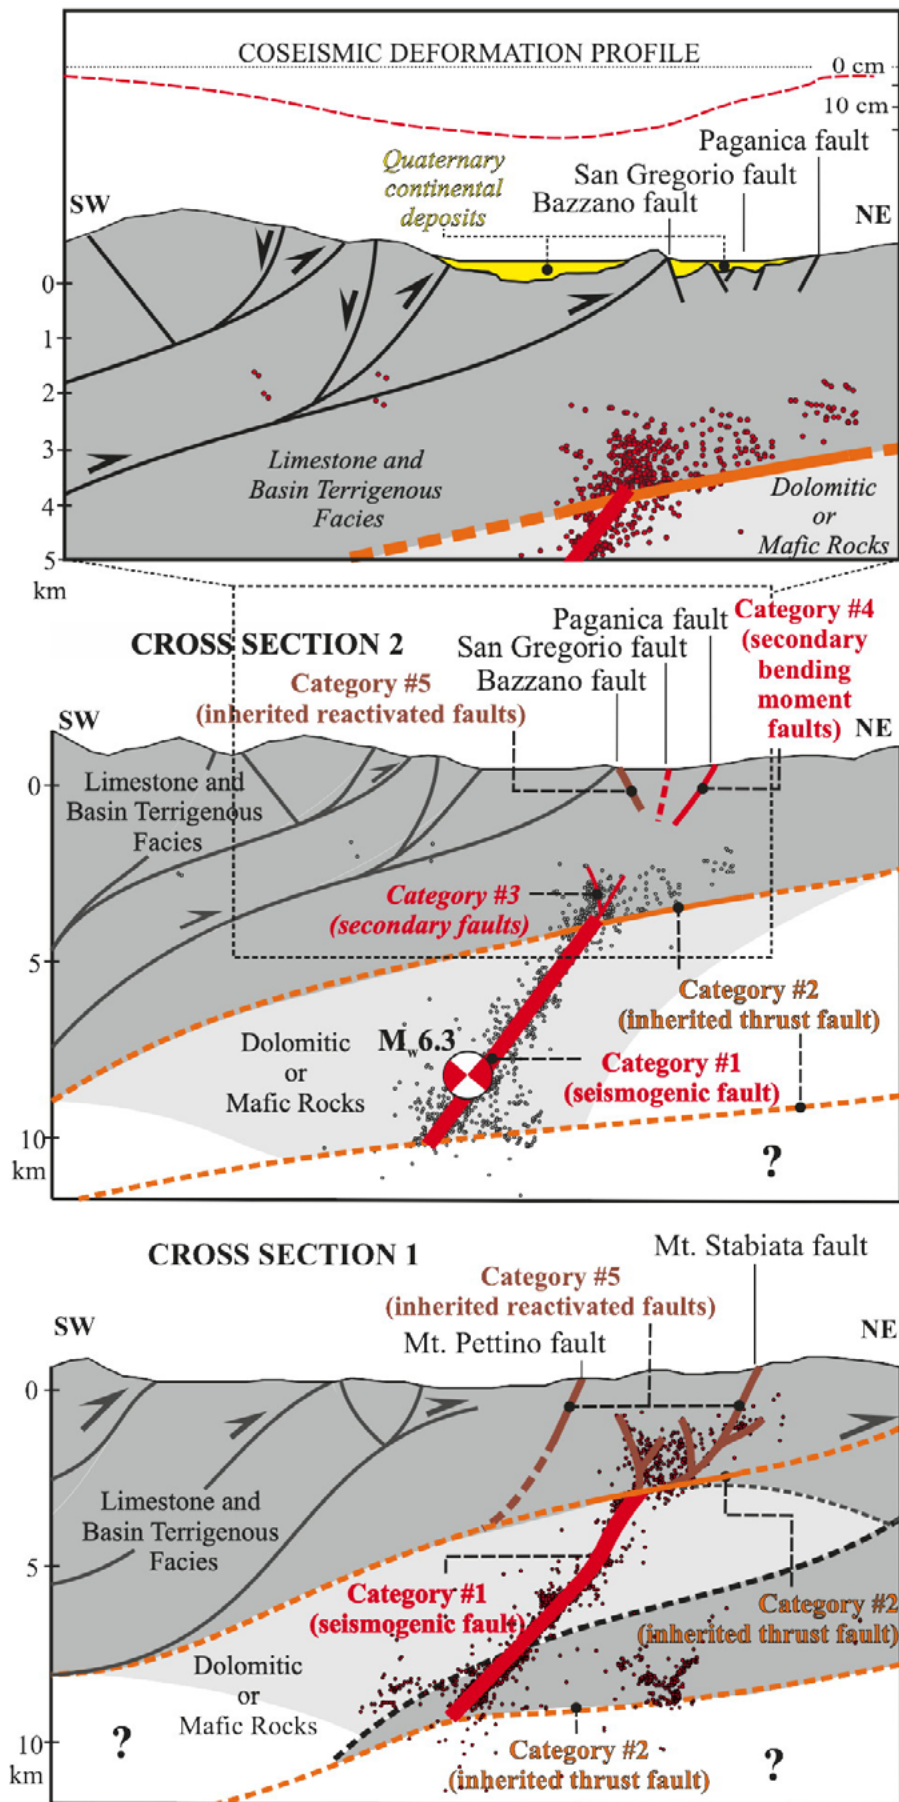 COSEISMIC DEFORMATION PROFILE
0 cm
10 cm
Paganica fault
Quaternary
continental
deposits
San Gregorio fault
Bazzano fault
SW
NE
0
1
2
3
4
5
km
Limestone and
Basin Terrigenous
Facies
Dolomitic
or
Mafic Rocks
CROSS SECTION 2
Paganica fault
San Gregorio fault
Bazzano fault
Category #4
(secondary
bending
moment
faults)
Category #5
(inherited reactivated faults)
SW
NE
0
5
10
km
Limestone and
Basin Terrigenous
Facies
Category #3
(secondary faults)
Category #2
(inherited thrust fault)
Dolomitic
or
Mafic Rocks
Mw6.3
Category #1
(seismogenic fault)
?
CROSS SECTION 1
Mt. Stabiata fault
Category #5
(inherited reactivated faults)
Mt. Pettino fault
SW
NE
0
5
10
km
Limestone and
Basin Terrigenous
Facies
Category #1
(seismogenic fault)
Category #2
(inherited thrust fault)
Dolomitic
or
Mafic Rocks
?
Category #2
(inherited thrust fault)
?